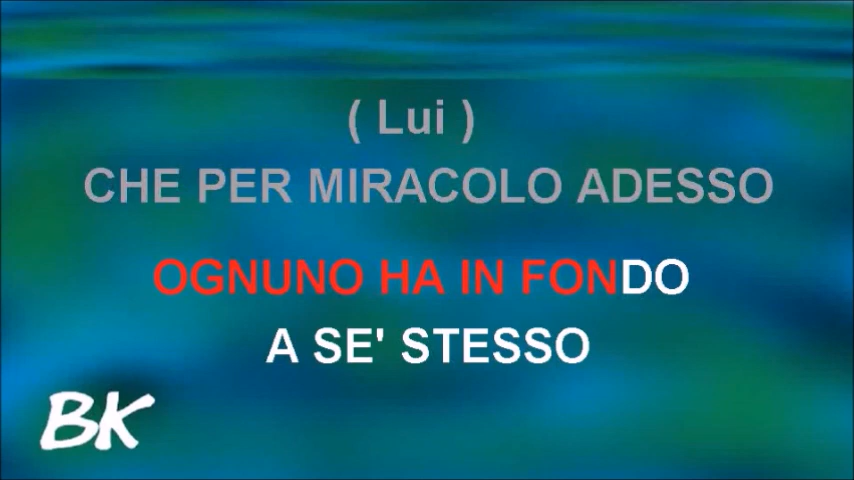 ( Lui )
CHE PER MIRACOLO ADESSO
OGNUNO HA IN FONDO
A SE' STESSO
BK